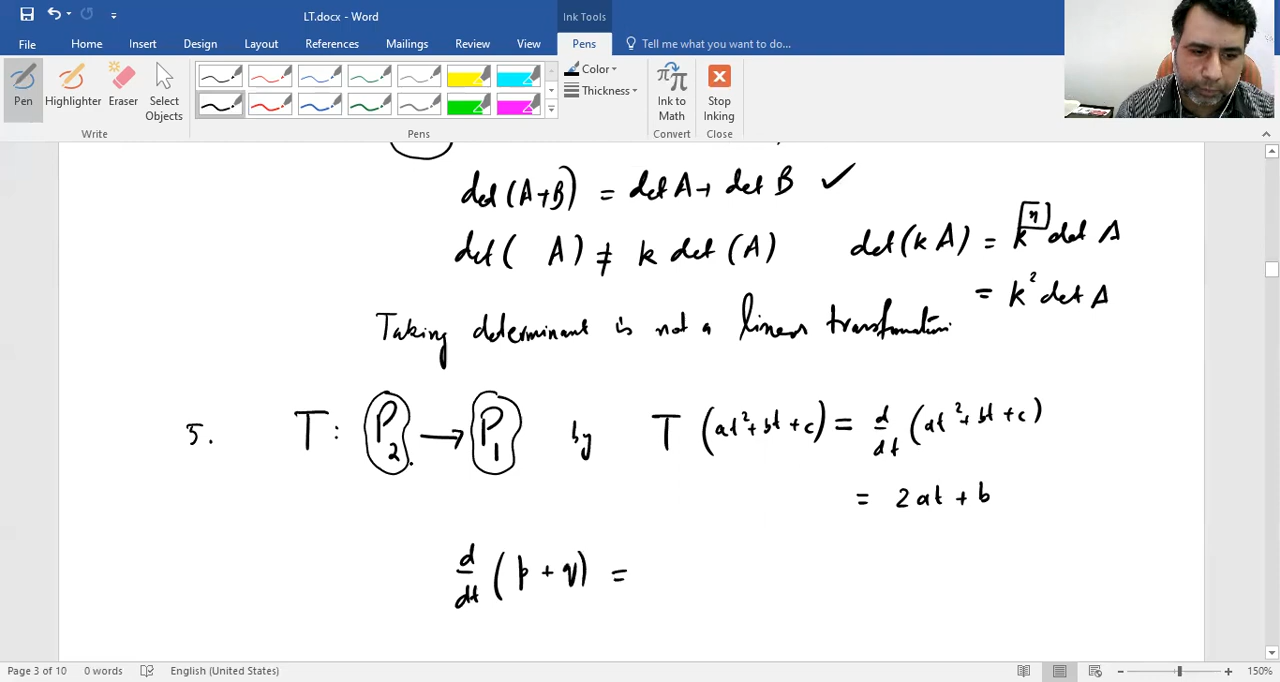 LT.docx - Word
Ink Tools
File Home Insert Design Layout References Mailings Review View Pens Tell me what you want to do...
Pen Highlighter Eraser Select Objects
Color
Thickness
Ink to Math
Stop Inking
Write Pens Convert Close
det(A+B) = det A + det B ✓
det( A) ≠ k det(A) det(kA) = k^n det A
= k² det A
Taking determinant is not a linear transformation.
5. T: P₂ → P₁ by T(at²+bt+c) = d/dt (at²+bt+c)
= 2at + b
d/dt (p + q) =
Page 3 of 10 0 words English (United States) 150%